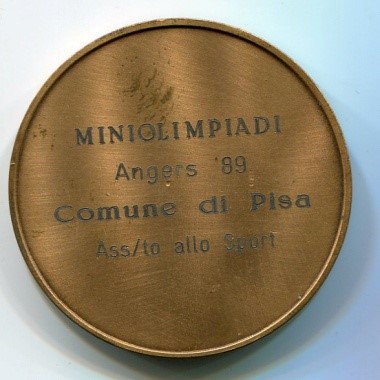 MINIOLIMPIADI
Angers '89
Comune di Pisa
Ass/to allo Sport